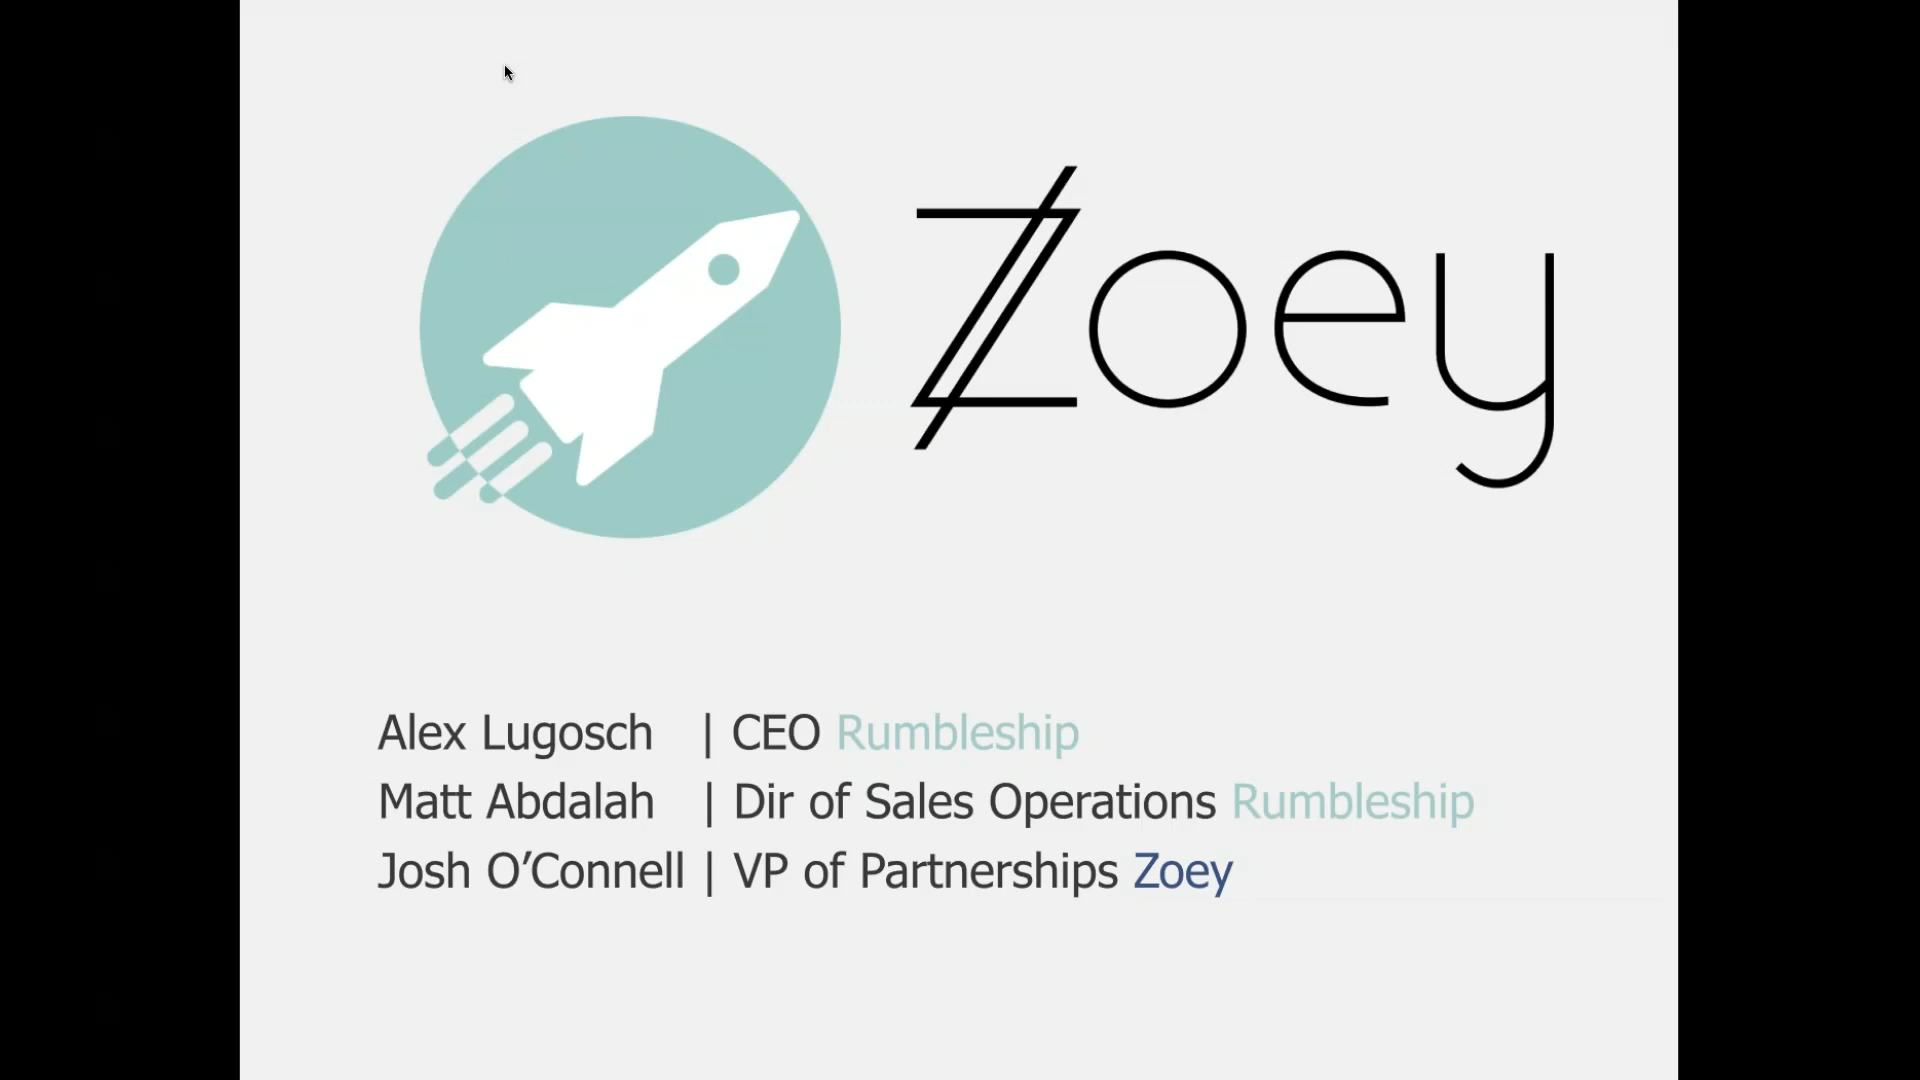 Zoey
Alex Lugosch | CEO Rumbleship
Matt Abdalah | Dir of Sales Operations Rumbleship
Josh O’Connell | VP of Partnerships Zoey